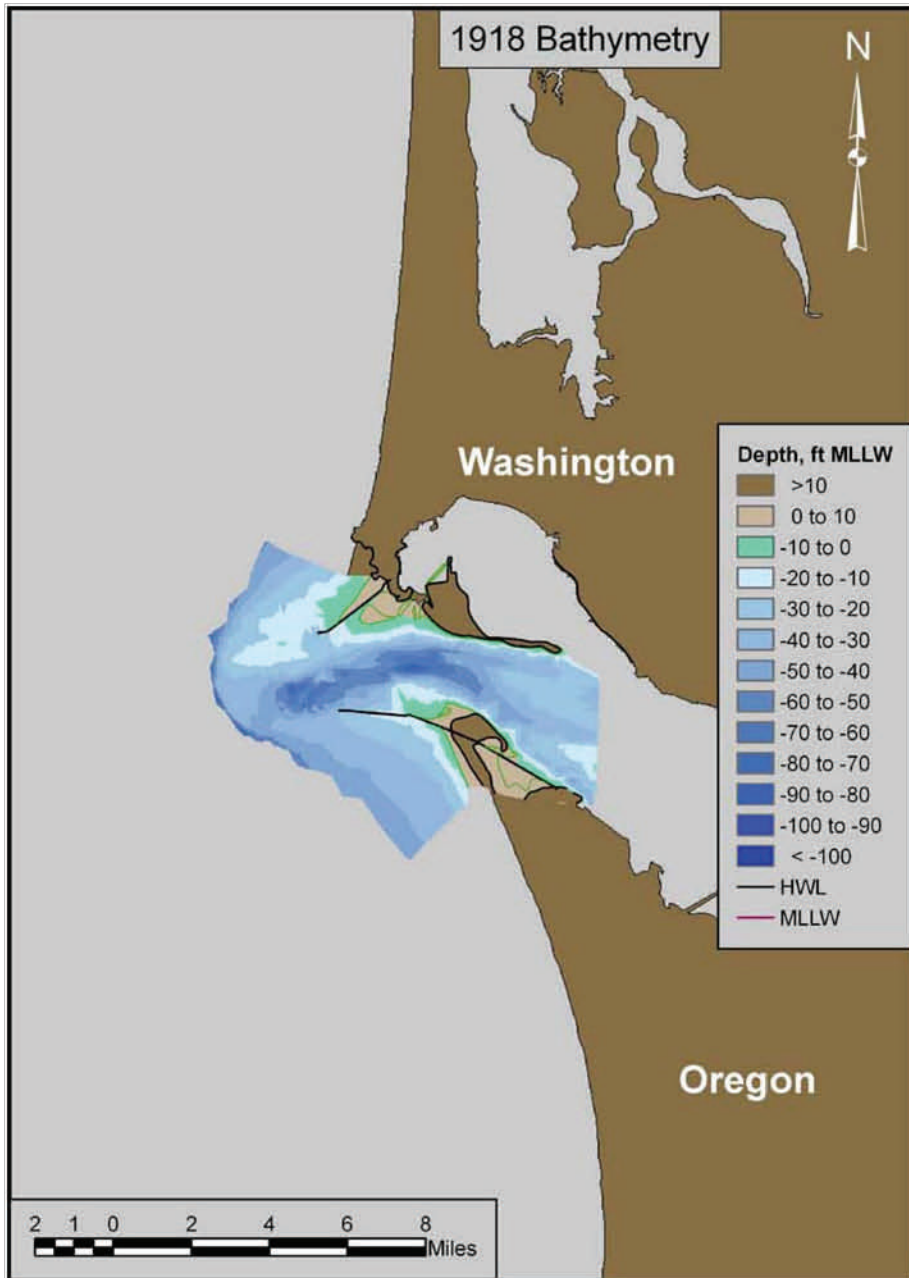 1918 Bathymetry
N
Washington
Depth, ft MLLW
>10
0 to 10
-10 to 0
-20 to -10
-30 to -20
-40 to -30
-50 to -40
-60 to -50
-70 to -60
-80 to -70
-90 to -80
-100 to -90
< -100
HWL
MLLW
Oregon
2 1 0 2 4 6 8
Miles